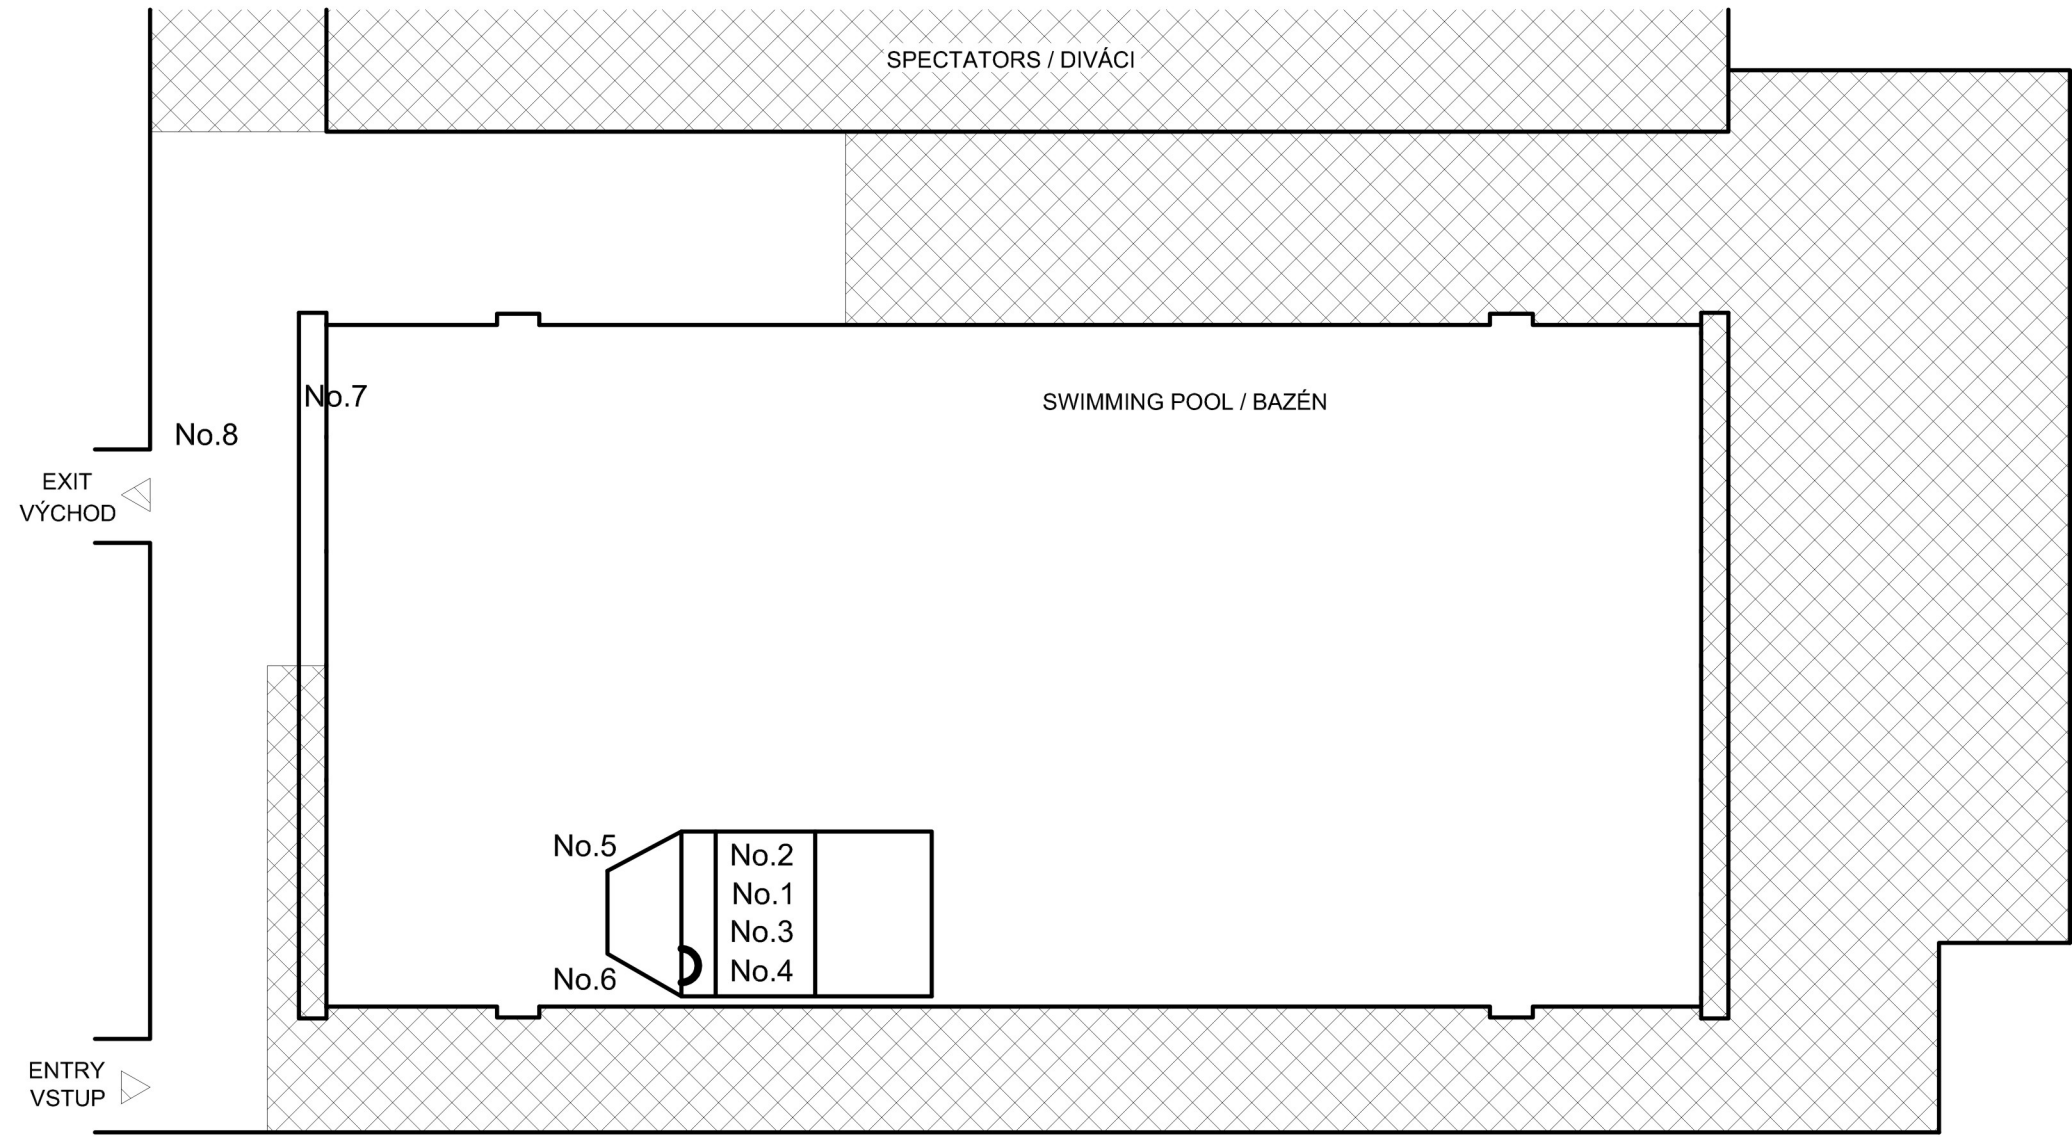 SPECTATORS / DIVÁCI
No.7
SWIMMING POOL / BAZÉN
No.8
EXIT
VÝCHOD
No.5
No.2
No.1
No.3
No.4
No.6
ENTRY
VSTUP